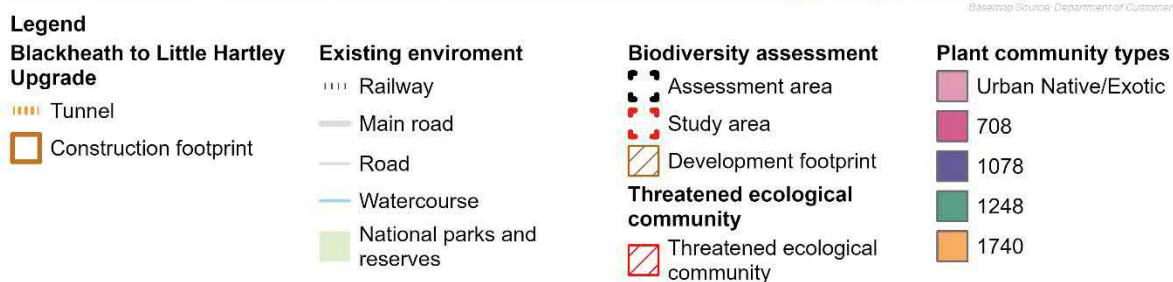 Basemap Source: Department of Customer
Legend
Blackheath to Little Hartley
Upgrade
Tunnel
Construction footprint
Existing enviroment
Railway
Main road
Road
Watercourse
National parks and
reserves
Biodiversity assessment
Assessment area
Study area
Development footprint
Threatened ecological
community
Threatened ecological
community
Plant community types
Urban Native/Exotic
708
1078
1248
1740